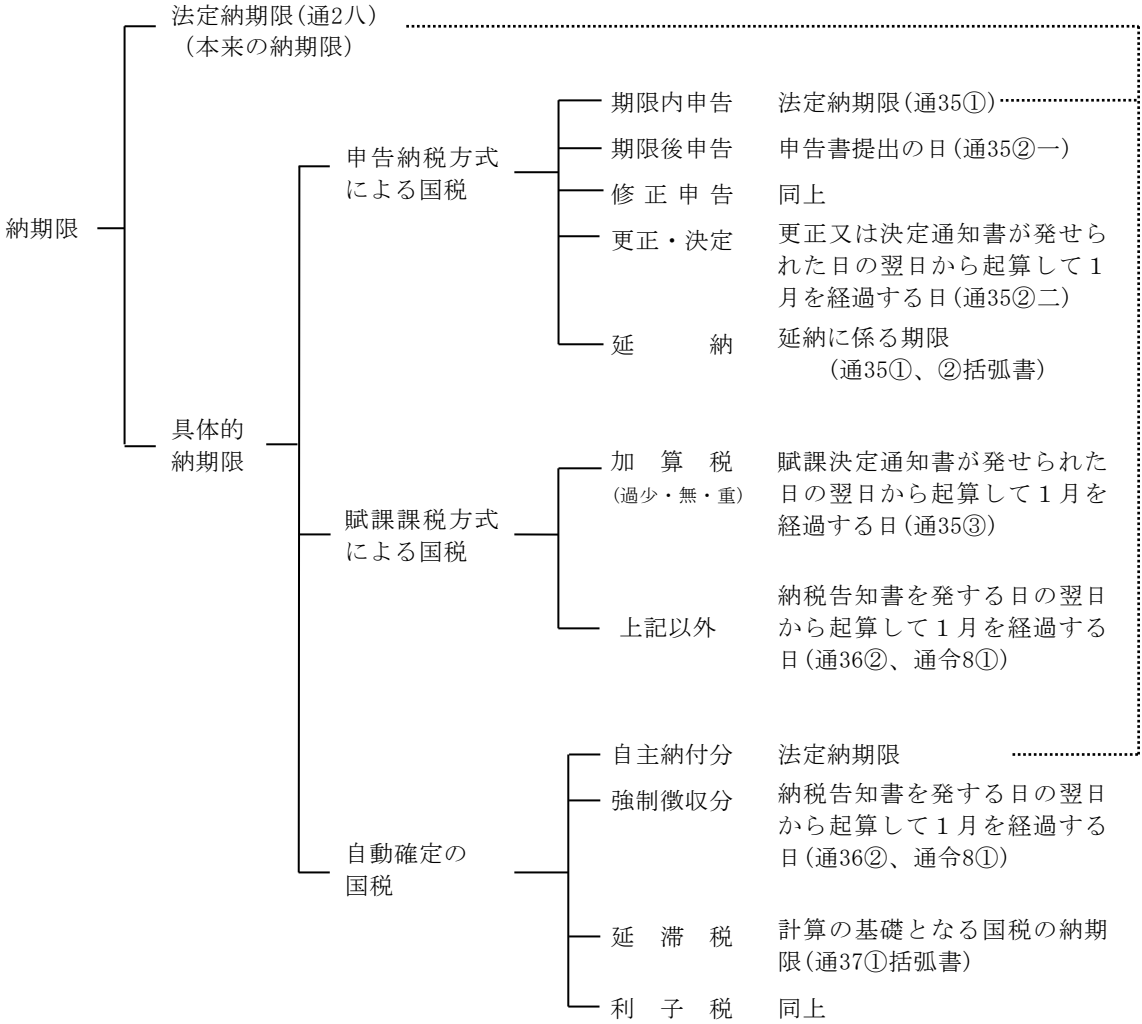 法定納期限(通2八)
(本来の納期限)
期限内申告 法定納期限(通35①)
期限後申告 申告書提出の日(通35②一)
申告納税方式
による国税
修正申告 同上
納期限
更正・決定 更正又は決定通知書が発せら
れた日の翌日から起算して１
月を経過する日(通35②二)
延納 延納に係る期限
(通35①、②括弧書)
具体的
納期限
加算税 賦課決定通知書が発せられた
(過少・無・重) 日の翌日から起算して１月を
経過する日(通35③)
賦課課税方式
による国税
上記以外 納税告知書を発する日の翌日
から起算して１月を経過する
日(通36②、通令8①)
自主納付分 法定納期限
強制徴収分 納税告知書を発する日の翌日
から起算して１月を経過する
日(通36②、通令8①)
自動確定の
国税
延滞税 計算の基礎となる国税の納期
限(通37①括弧書)
利子税 同上